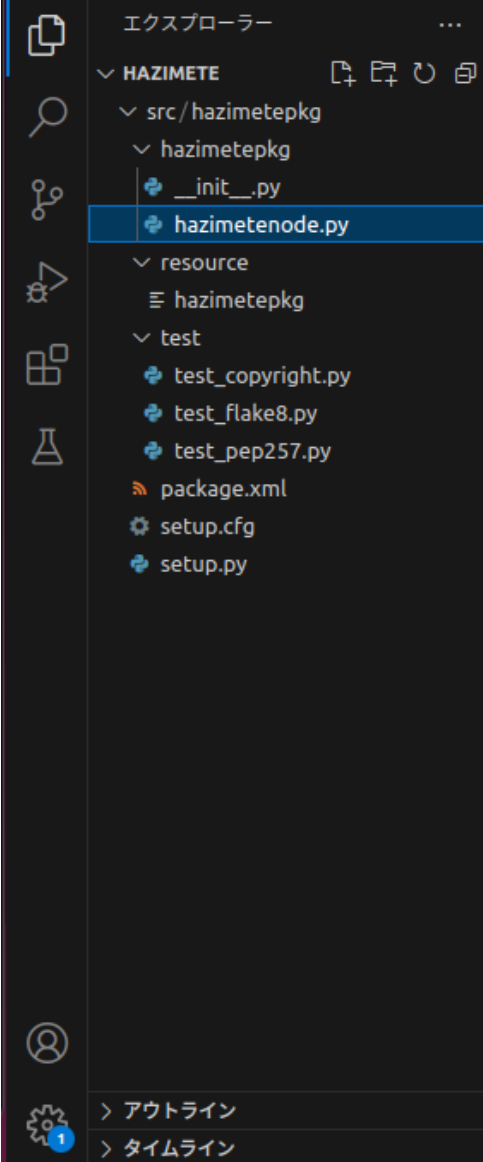 エクスプローラー
HAZIMETE
src/hazimetepkg
hazimetepkg
__init__.py
hazimetenode.py
resource
hazimetepkg
test
test_copyright.py
test_flake8.py
test_pep257.py
package.xml
setup.cfg
setup.py
アウトライン
1
タイムライン